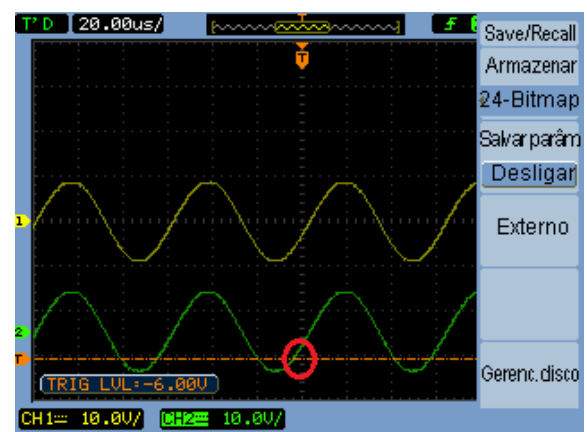 T'D 20.00us/
T
f
Save/Recall
Armazenar
24-Bitmap
Salvar parâm
Desligar
Externo
Gerenc.disco
1
2
T
TRIG LVL:-6.00V
CH1 10.0V/ CH2 10.0V/